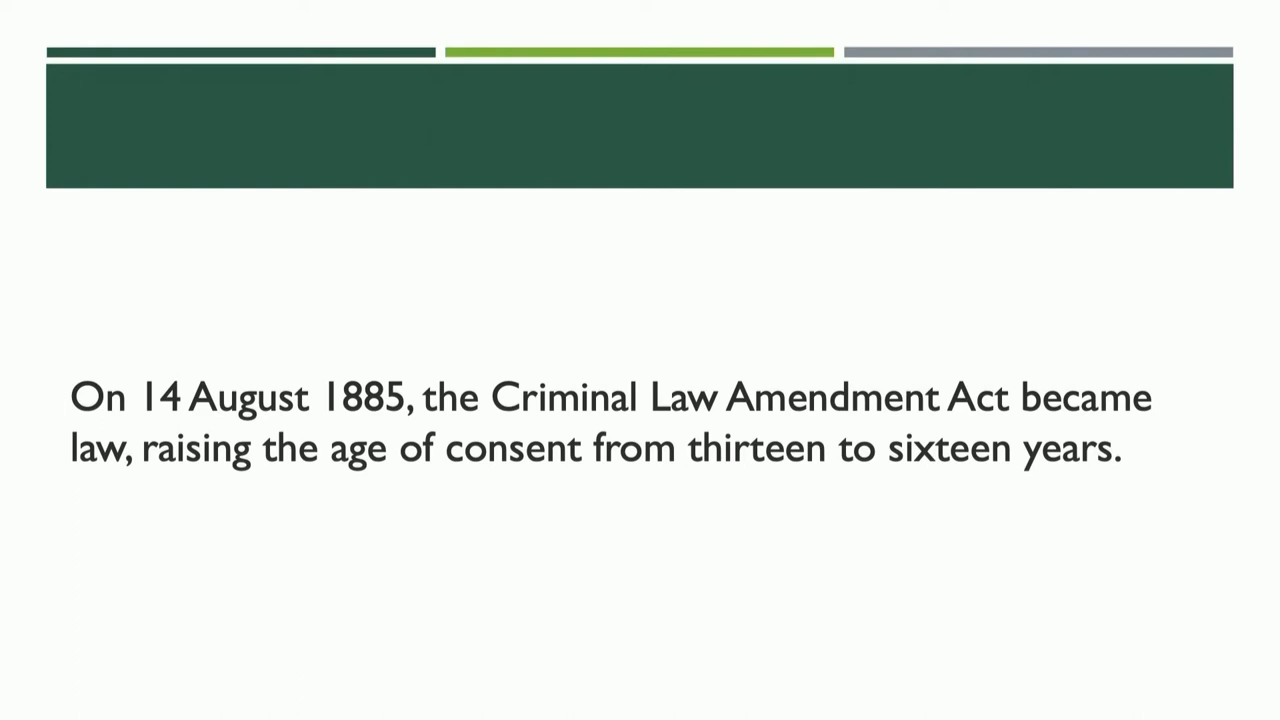 On 14 August 1885, the Criminal Law Amendment Act became
law, raising the age of consent from thirteen to sixteen years.